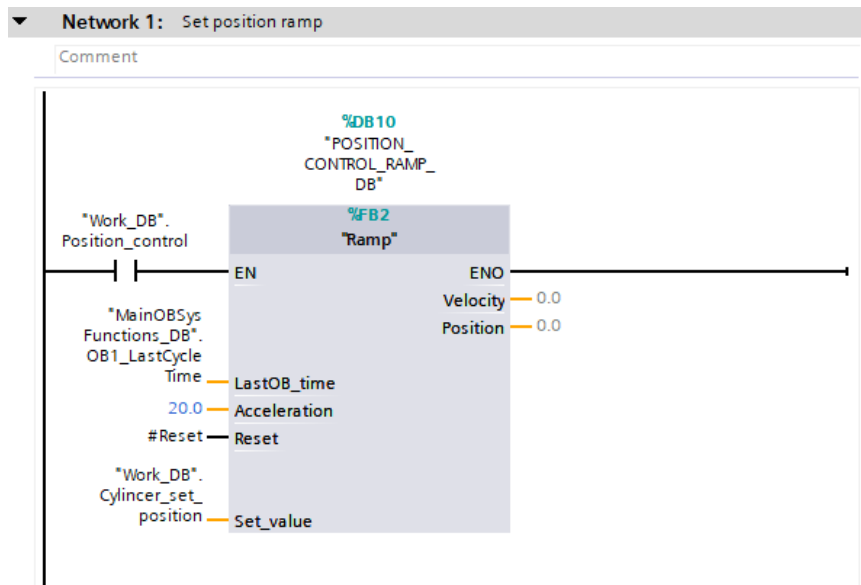 Network 1: Set position ramp
Comment
%DB10
"POSITION_
CONTROL_RAMP_
DB"
%FB2
"Ramp"
"Work_DB".
Position_control
EN
ENO
Velocity
0.0
Position
0.0
"MainOBSys
Functions_DB".
OB1_LastCycle
Time
LastOB_time
20.0
Acceleration
#Reset
Reset
"Work_DB".
Cylincer_set_
position
Set_value